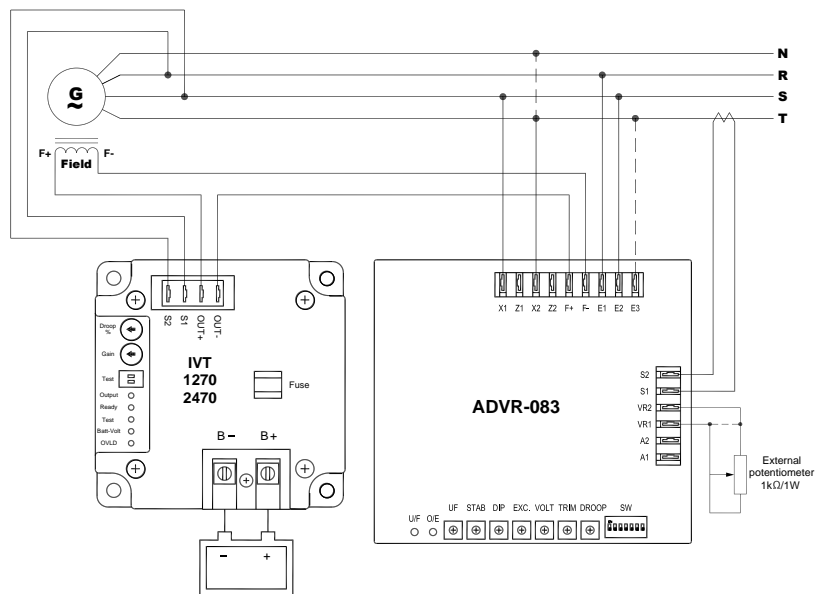 N
R
S
T
G
~
F+ F-
Field
S2 S1 OUT+ OUT-
Droop
%
Gain
Test
Output
Ready
Test
Batt-Volt
OVLD
IVT
1270
2470
Fuse
B- B+
- +
X1 Z1 X2 Z2 F+ F- E1 E2 E3
ADVR-083
S2
S1
VR2
VR1
A2
A1
External
potentiometer
1kΩ/1W
U/F O/E UF STAB DIP EXC. VOLT TRIM DROOP SW